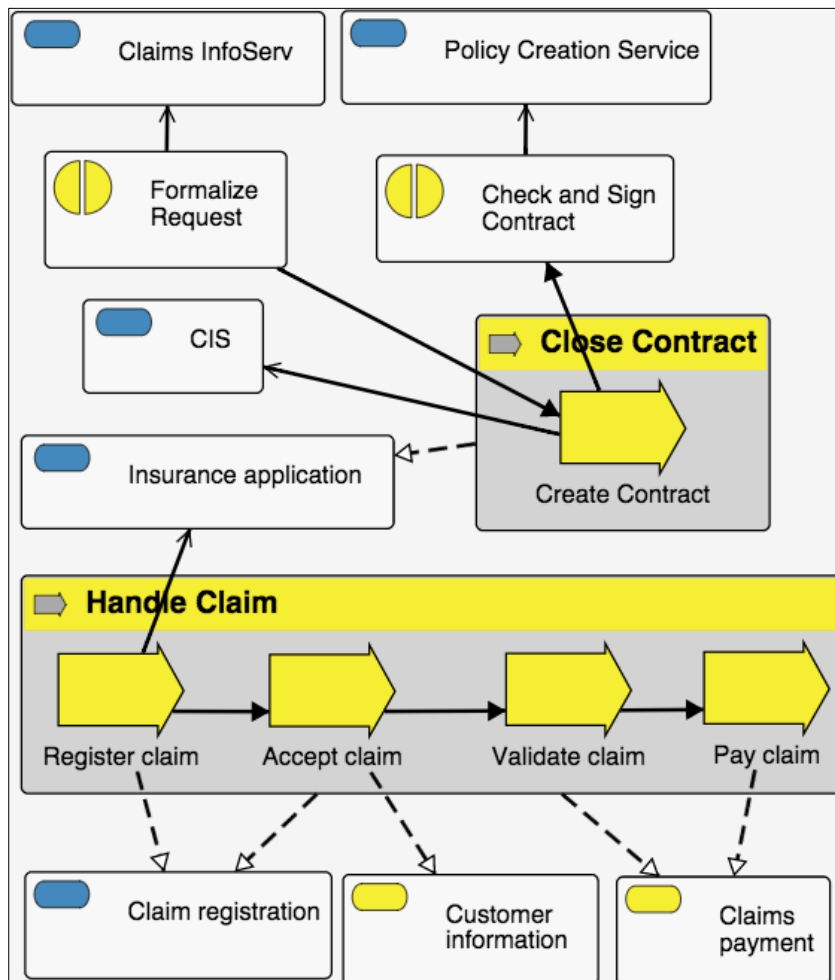 Claims InfoServ
Policy Creation Service
Formalize
Request
Check and Sign
Contract
CIS
Close Contract
Insurance application
Create Contract
Handle Claim
Register claim
Accept claim
Validate claim
Pay claim
Claim registration
Customer
information
Claims
payment